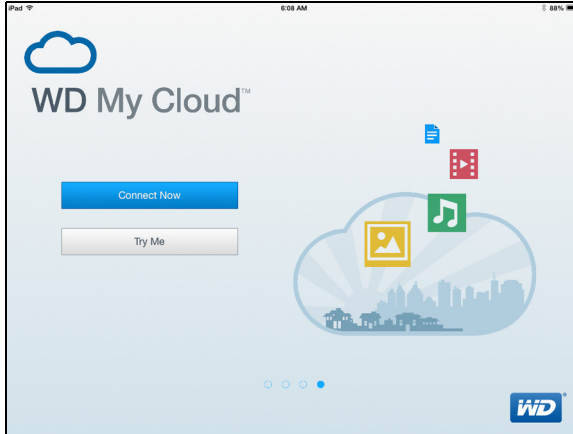 iPad 6:08 AM 88%
WD My Cloud™
Connect Now
Try Me
WD®